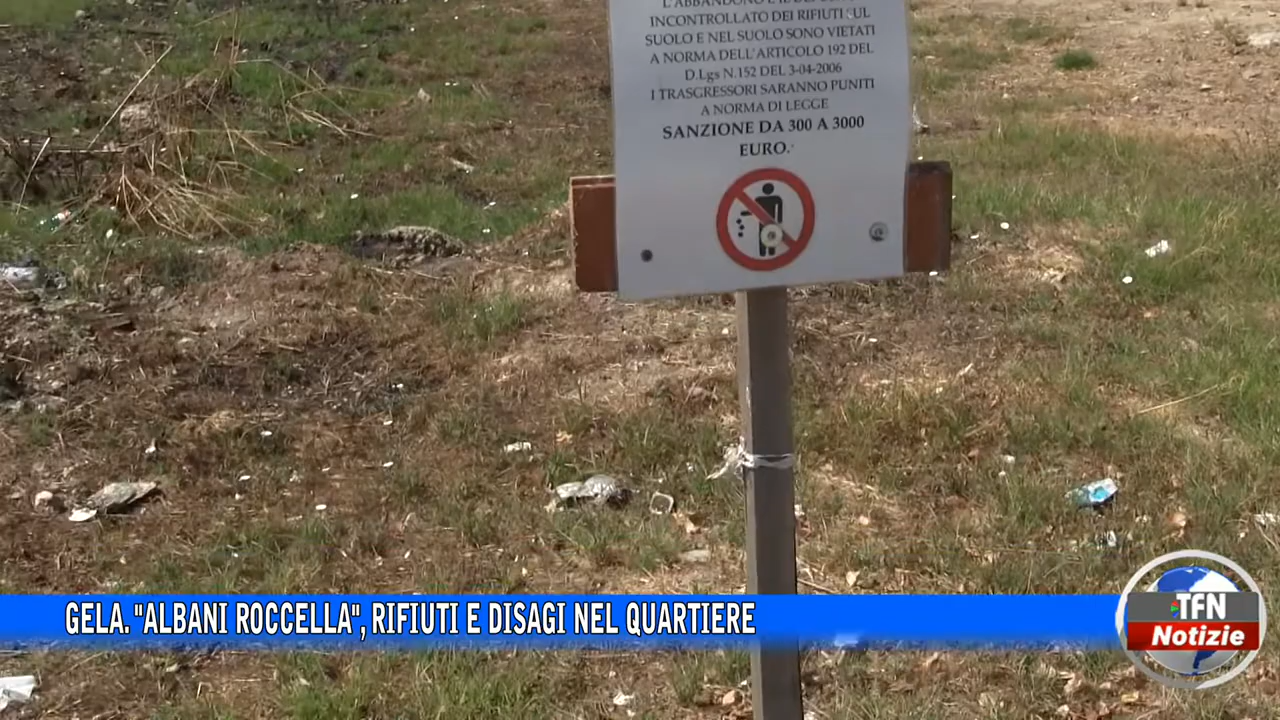 L'ABBANDONO E IL
INCONTROLLATO DEI RIFIUTI SUL
SUOLO E NEL SUOLO SONO VIETATI
A NORMA DELL'ARTICOLO 192 DEL
D.Lgs N.152 DEL 3-04-2006
I TRASGRESSORI SARANNO PUNITI
A NORMA DI LEGGE
SANZIONE DA 300 A 3000
EURO.
GELA. "ALBANI ROCCELLA", RIFIUTI E DISAGI NEL QUARTIERE
TFN
Notizie